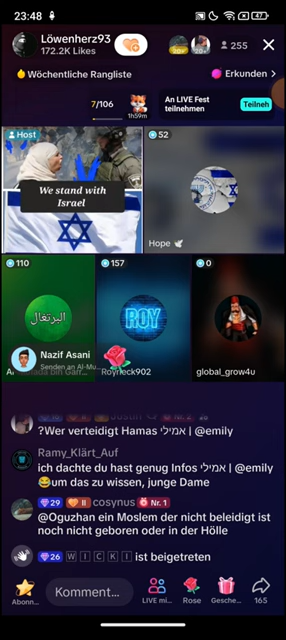 23:48
47
Löwenherz93
172.2K Likes
255
Wöchentliche Rangliste
Erkunden >
7/106
1h59m
An LIVE Fest
teilnehmen
Teilneh
Host
52
We stand with
Israel
Hope 🕊
110
157
0
البرتغال
ROY
Nazif Asani
Senden an Al-Mu...
Royneck902
global_grow4u
?Wer verteidigt Hamas אמילי | @emily
Ramy_Klärt_Auf
ich dachte du hast genug Infos אמילי | @emily
😂um das zu wissen, junge Dame
29 II cosynus Nr. 1
@Oguzhan ein Moslem der nicht beleidigt ist
noch nicht geboren oder in der Hölle
26 W I C K I ist beigetreten
Abonn...
Kommentar...
LIVE mi...
Rose
Gesche...
165